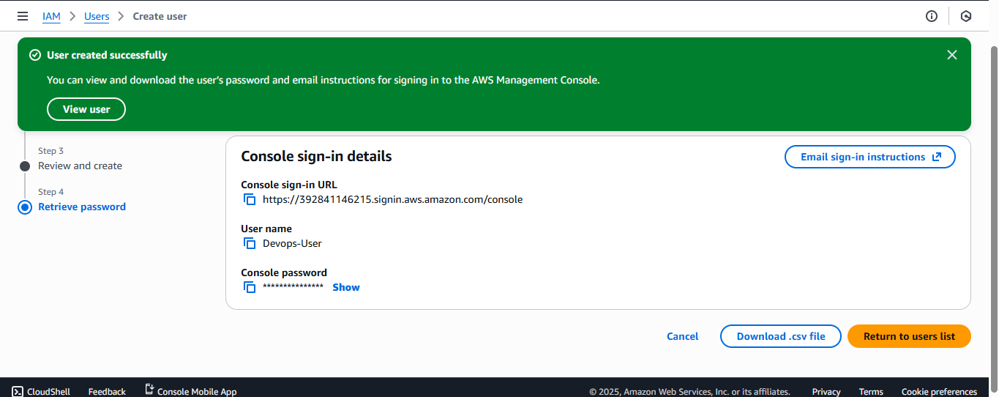 IAM > Users > Create user
User created successfully
You can view and download the user's password and email instructions for signing in to the AWS Management Console.
View user
Step 3
Review and create
Step 4
Retrieve password
Console sign-in details
Email sign-in instructions
Console sign-in URL
https://392841146215.signin.aws.amazon.com/console
User name
Devops-User
Console password
*************** Show
Cancel
Download .csv file
Return to users list
CloudShell Feedback Console Mobile App © 2025, Amazon Web Services, Inc. or its affiliates. Privacy Terms Cookie preferences